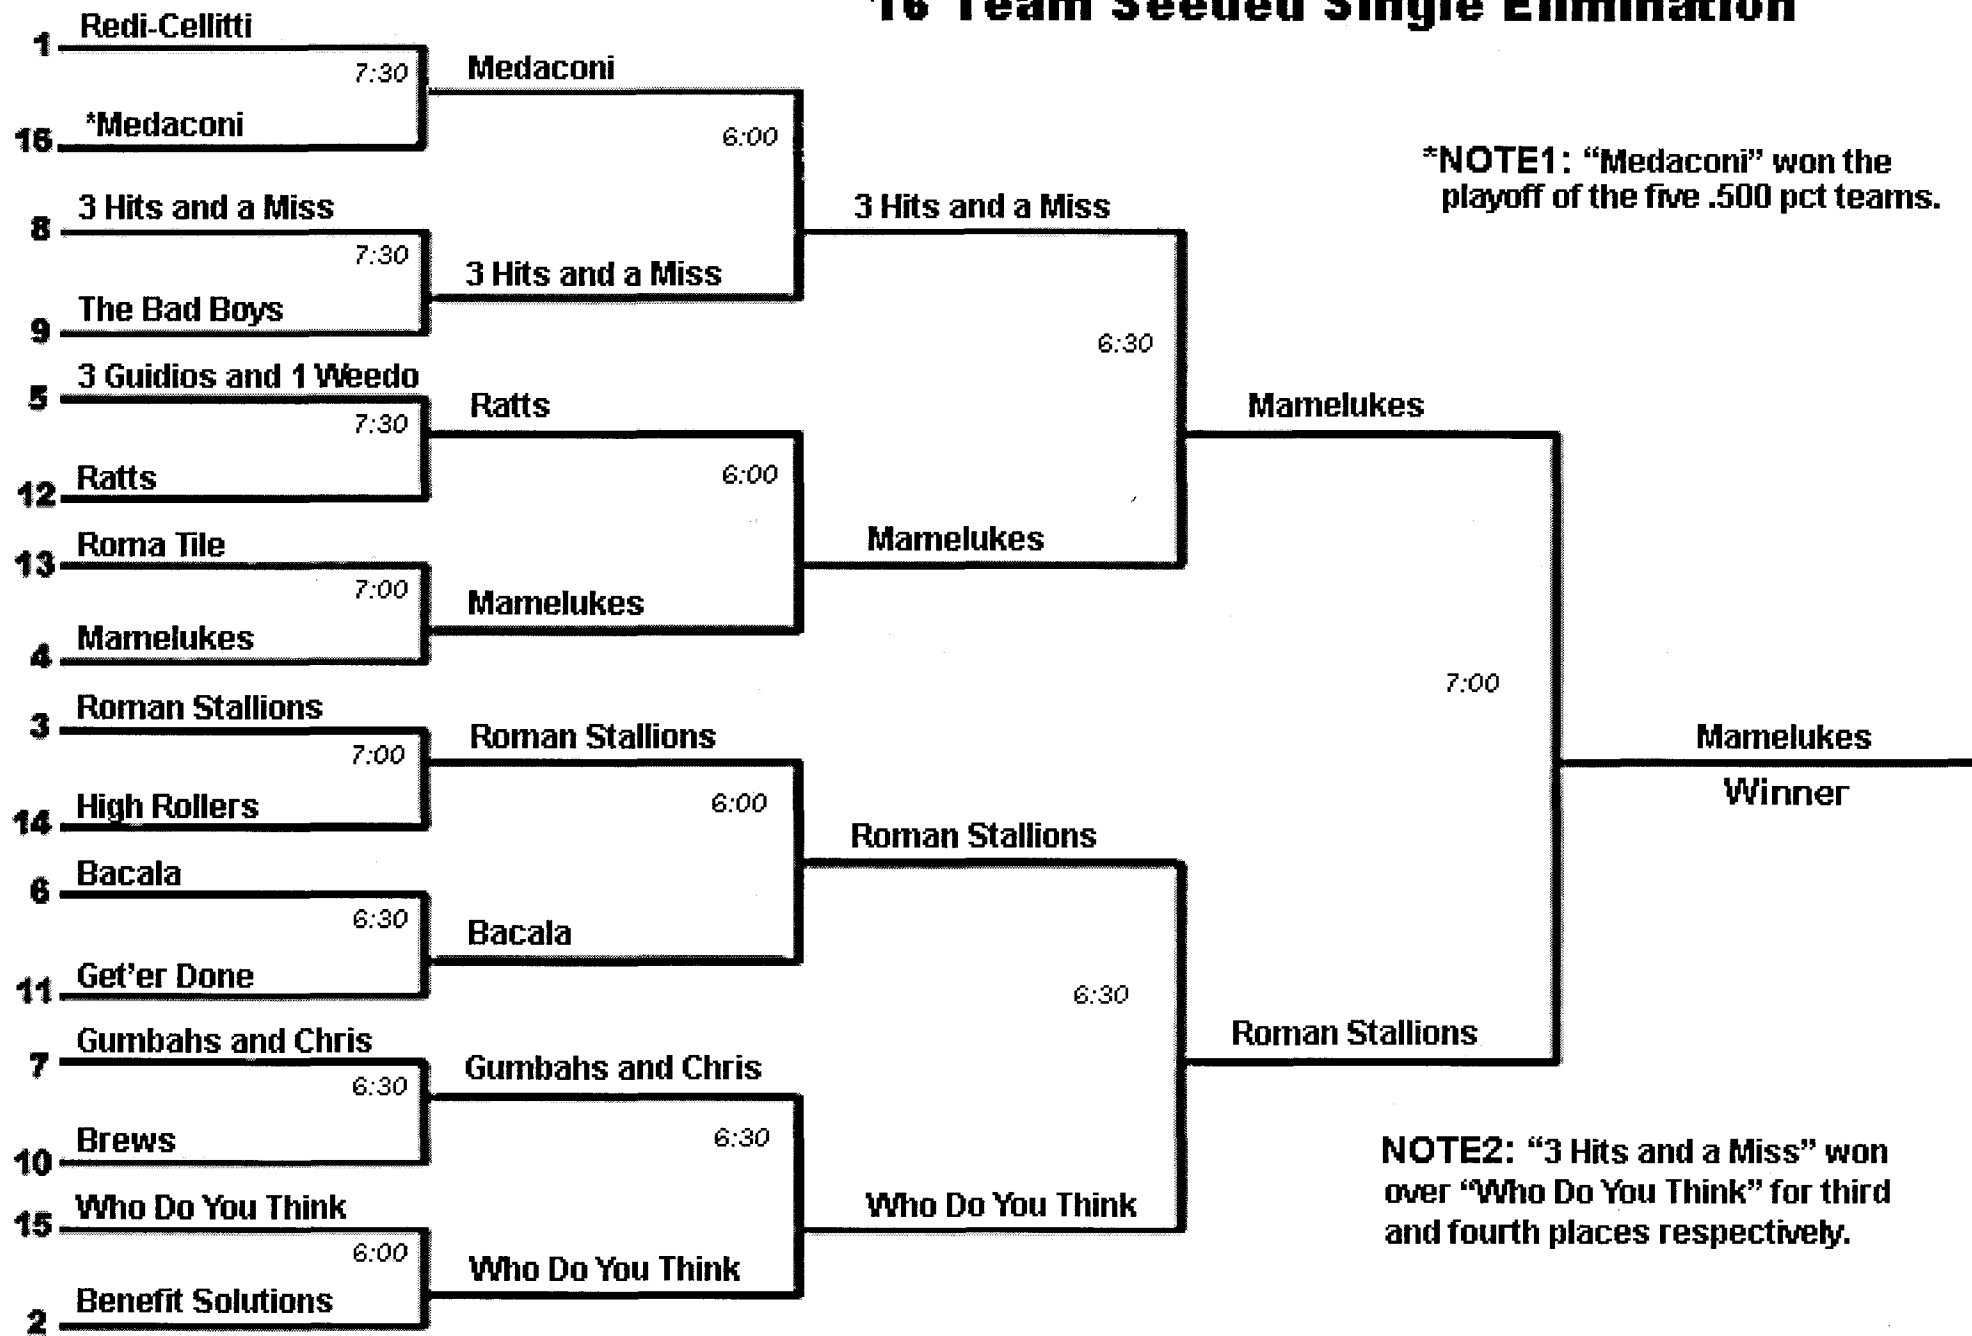 16 Team Seeded Single Elimination
1 Redi-Cellitti
7:30
16 *Medaconi
Medaconi
6:00
8 3 Hits and a Miss
7:30
9 The Bad Boys
3 Hits and a Miss
3 Hits and a Miss
6:30
5 3 Guidios and 1 Weedo
7:30
12 Ratts
Ratts
6:00
13 Roma Tile
7:00
4 Mamelukes
Mamelukes
Mamelukes
Mamelukes
7:00
3 Roman Stallions
7:00
14 High Rollers
Roman Stallions
6:00
6 Bacala
6:30
11 Get'er Done
Bacala
Roman Stallions
6:30
7 Gumbahs and Chris
6:30
10 Brews
Gumbahs and Chris
6:30
15 Who Do You Think
6:00
2 Benefit Solutions
Who Do You Think
Who Do You Think
Roman Stallions
Mamelukes
Winner
*NOTE1: “Medaconi” won the
playoff of the five .500 pct teams.
NOTE2: “3 Hits and a Miss” won
over “Who Do You Think” for third
and fourth places respectively.